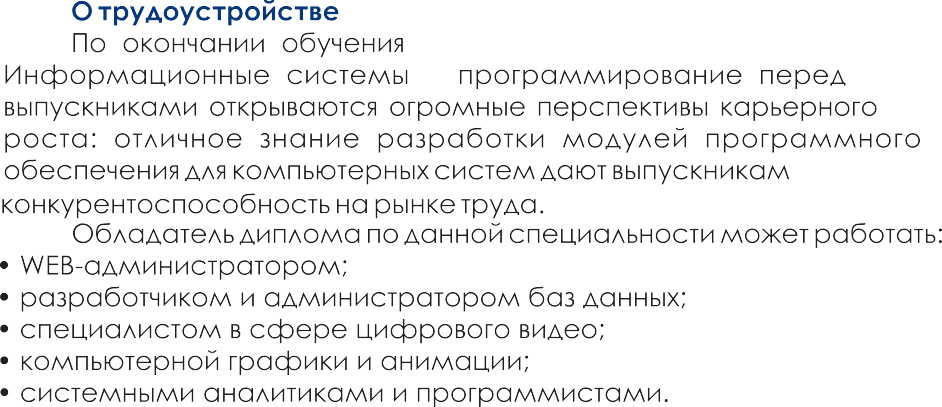 О трудоустройстве
По окончании обучения
Информационные системы программирование перед
выпускниками открываются огромные перспективы карьерного
роста: отличное знание разработки модулей программного
обеспечения для компьютерных систем дают выпускникам
конкурентоспособность на рынке труда.
Обладатель диплома по данной специальности может работать:
• WEB-администратором;
• разработчиком и администратором баз данных;
• специалистом в сфере цифрового видео;
• компьютерной графики и анимации;
• системными аналитиками и программистами.